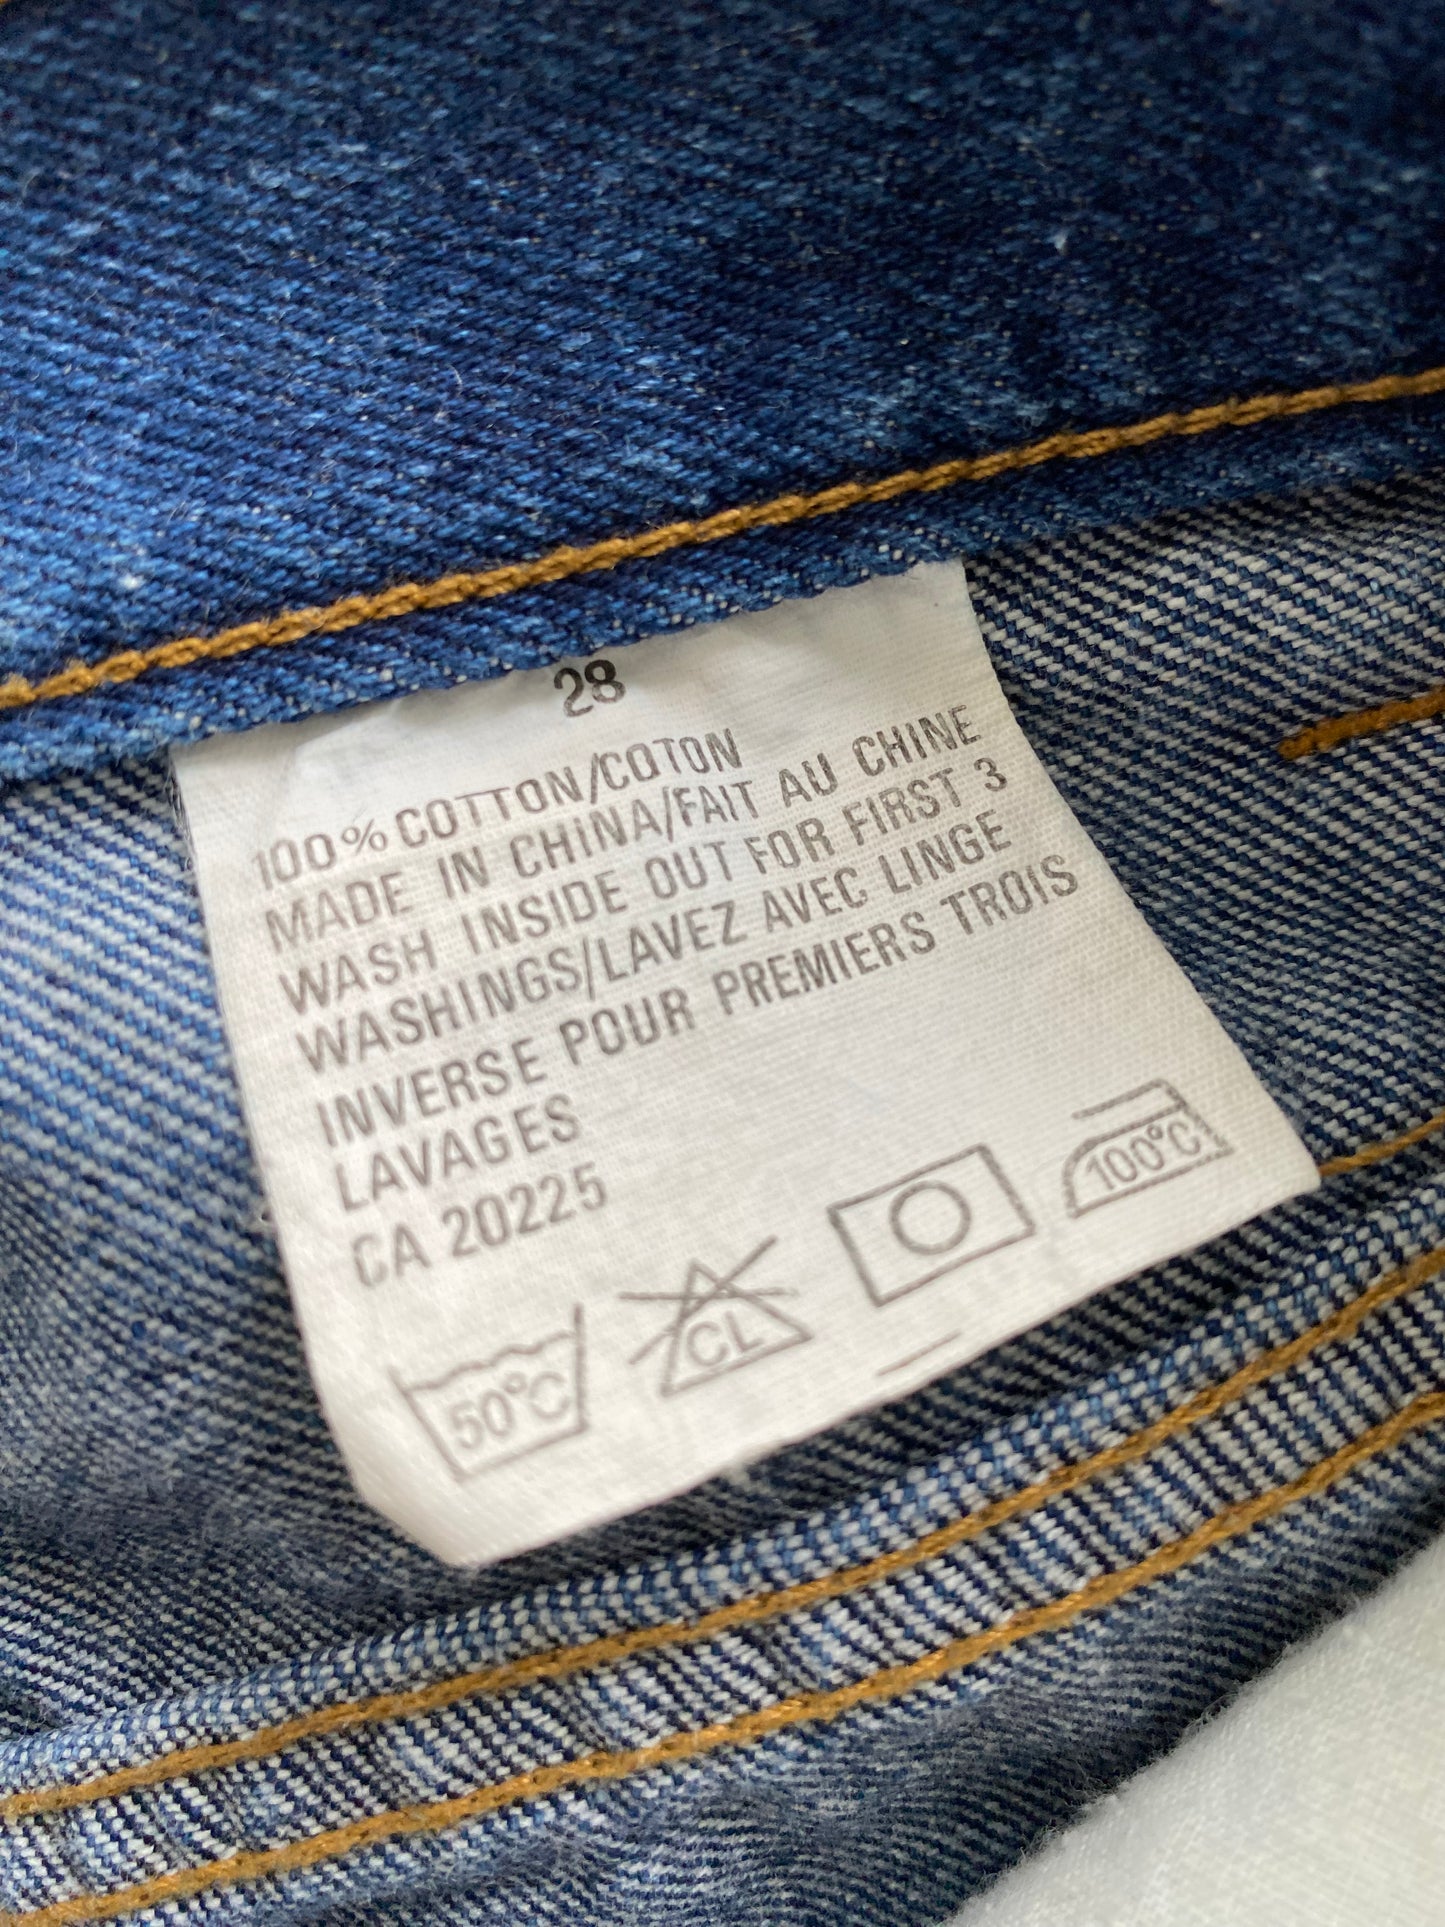 28
100% COTTON/COTON
MADE IN CHINA/FAIT AU CHINE
WASH INSIDE OUT FOR FIRST 3
WASHINGS/LAVEZ AVEC LINGE
INVERSE POUR PREMIERS TROIS
LAVAGES
CA 20225
50°C CL 100°C